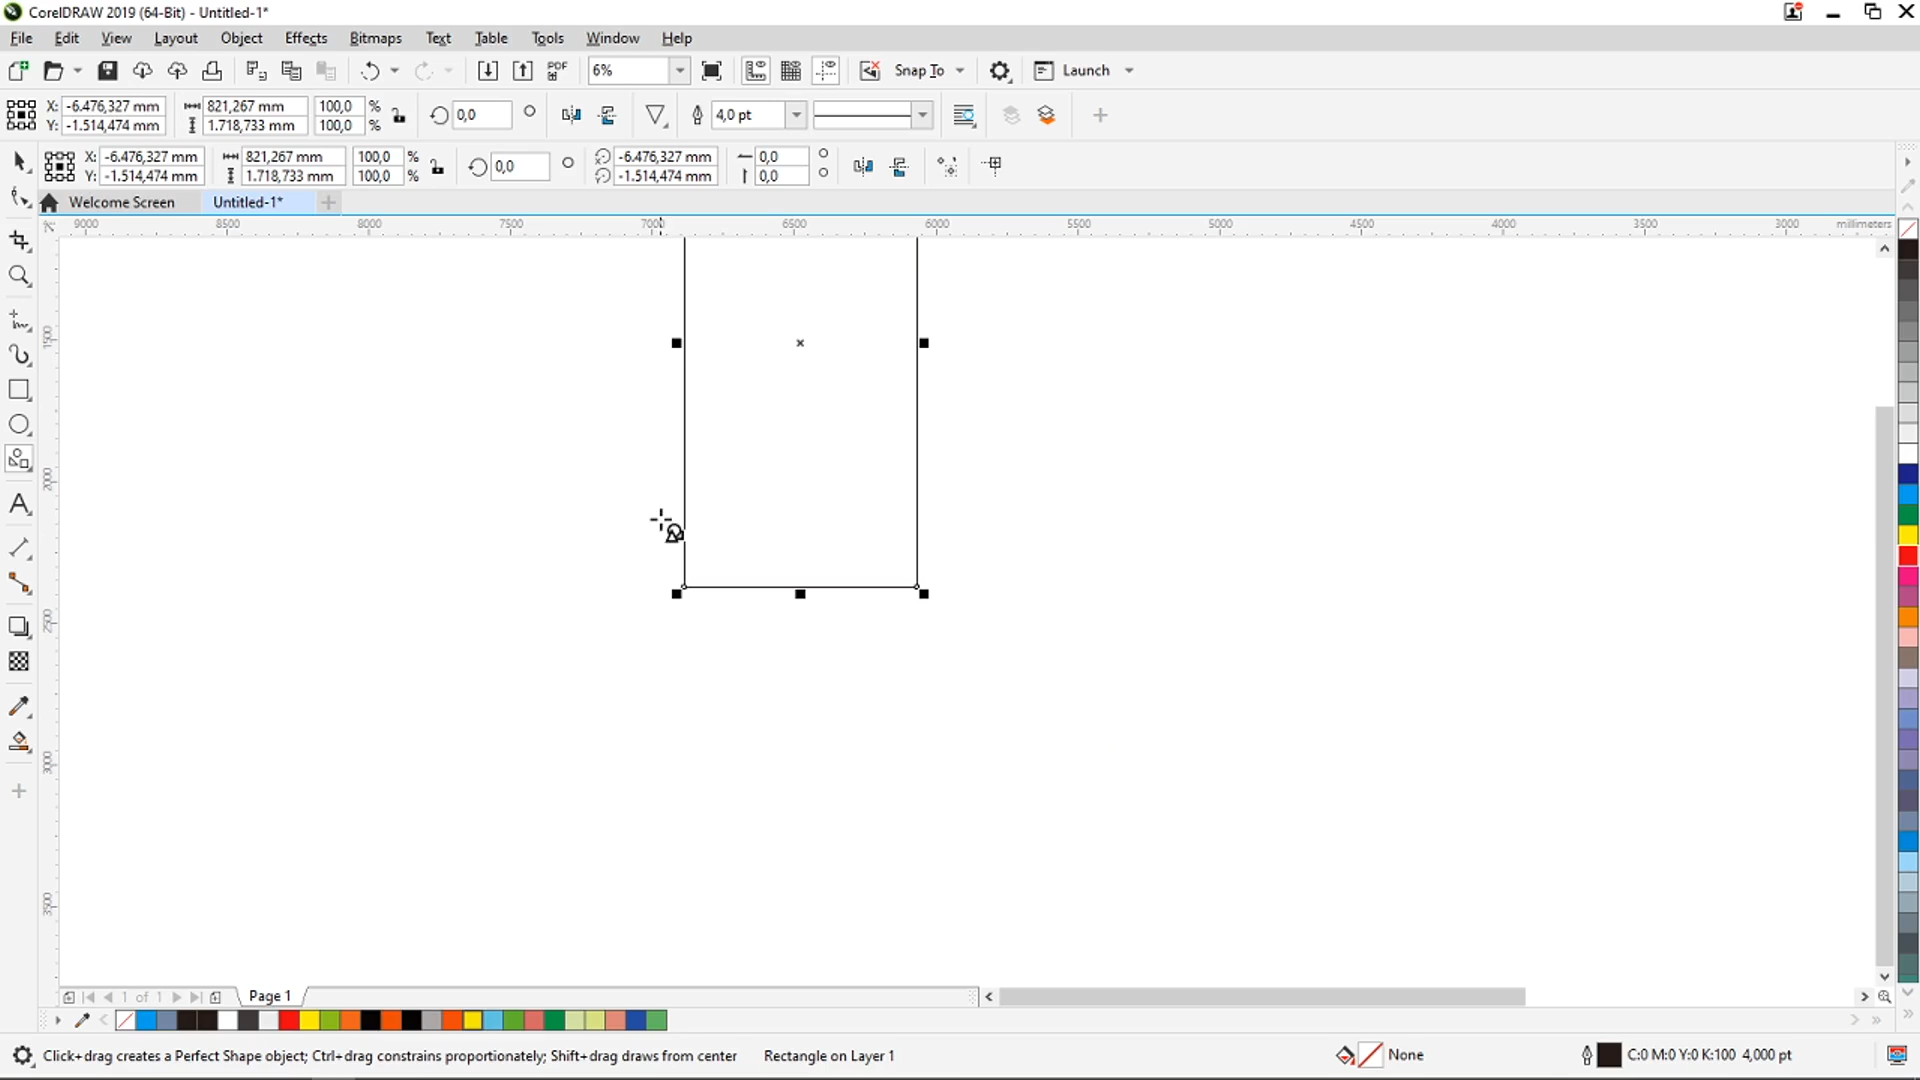 CorelDRAW 2019 (64-Bit) - Untitled-1*
File Edit View Layout Object Effects Bitmaps Text Table Tools Window Help
PDF 6% Snap To Launch
X: -6.476,327 mm 821,267 mm 100,0 % 0,0 4,0 pt
Y: -1.514,474 mm 1.718,733 mm 100,0 %
X: -6.476,327 mm 821,267 mm 100,0 % 0,0 -6.476,327 mm 0,0
Y: -1.514,474 mm 1.718,733 mm 100,0 % -1.514,474 mm 0,0
Welcome Screen Untitled-1*
9000 8500 8000 7500 7000 6500 6000 5500 5000 4500 4000 3500 3000 millimeters
1500
2000
2500
3000
3500
1 of 1 Page 1
Click+drag creates a Perfect Shape object; Ctrl+drag constrains proportionately; Shift+drag draws from center Rectangle on Layer 1 None C:0 M:0 Y:0 K:100 4,000 pt